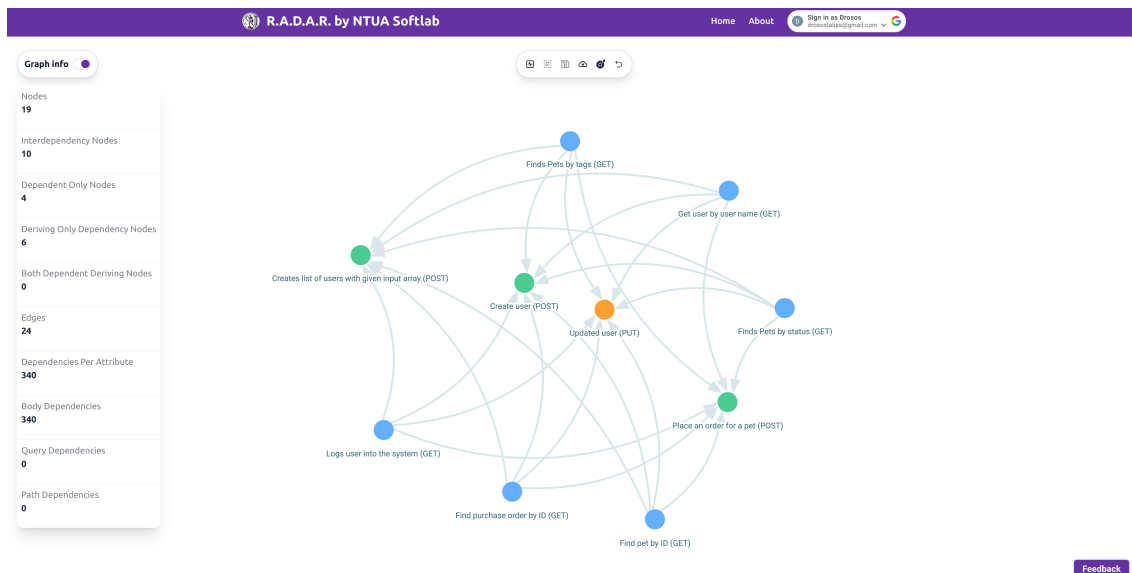 R.A.D.A.R. by NTUA Softlab
Home
About
D
Sign in as Drosos
drososlalias@gmail.com
Graph info
Nodes
19
Interdependency Nodes
10
Dependent Only Nodes
4
Deriving Only Dependency Nodes
6
Both Dependent Deriving Nodes
0
Edges
24
Dependencies Per Attribute
340
Body Dependencies
340
Query Dependencies
0
Path Dependencies
0
Finds Pets by tags (GET)
Get user by user name (GET)
Creates list of users with given input array (POST)
Create user (POST)
Updated user (PUT)
Finds Pets by status (GET)
Place an order for a pet (POST)
Logs user into the system (GET)
Find purchase order by ID (GET)
Find pet by ID (GET)
Feedback